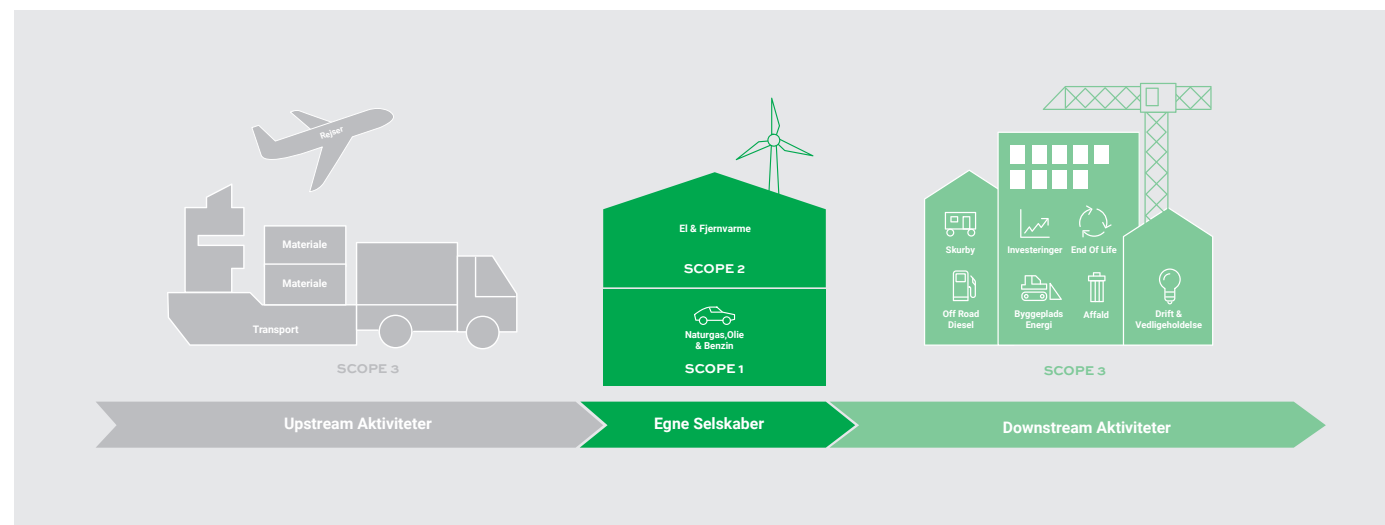 Rejser
Materiale
Materiale
Transport
SCOPE 3
El & Fjernvarme
SCOPE 2
Naturgas,Olie
& Benzin
SCOPE 1
Skurby
Investeringer
End Of Life
Off Road
Diesel
Byggeplads
Energi
Affald
Drift &
Vedligeholdelse
SCOPE 3
Upstream Aktiviteter
Egne Selskaber
Downstream Aktiviteter